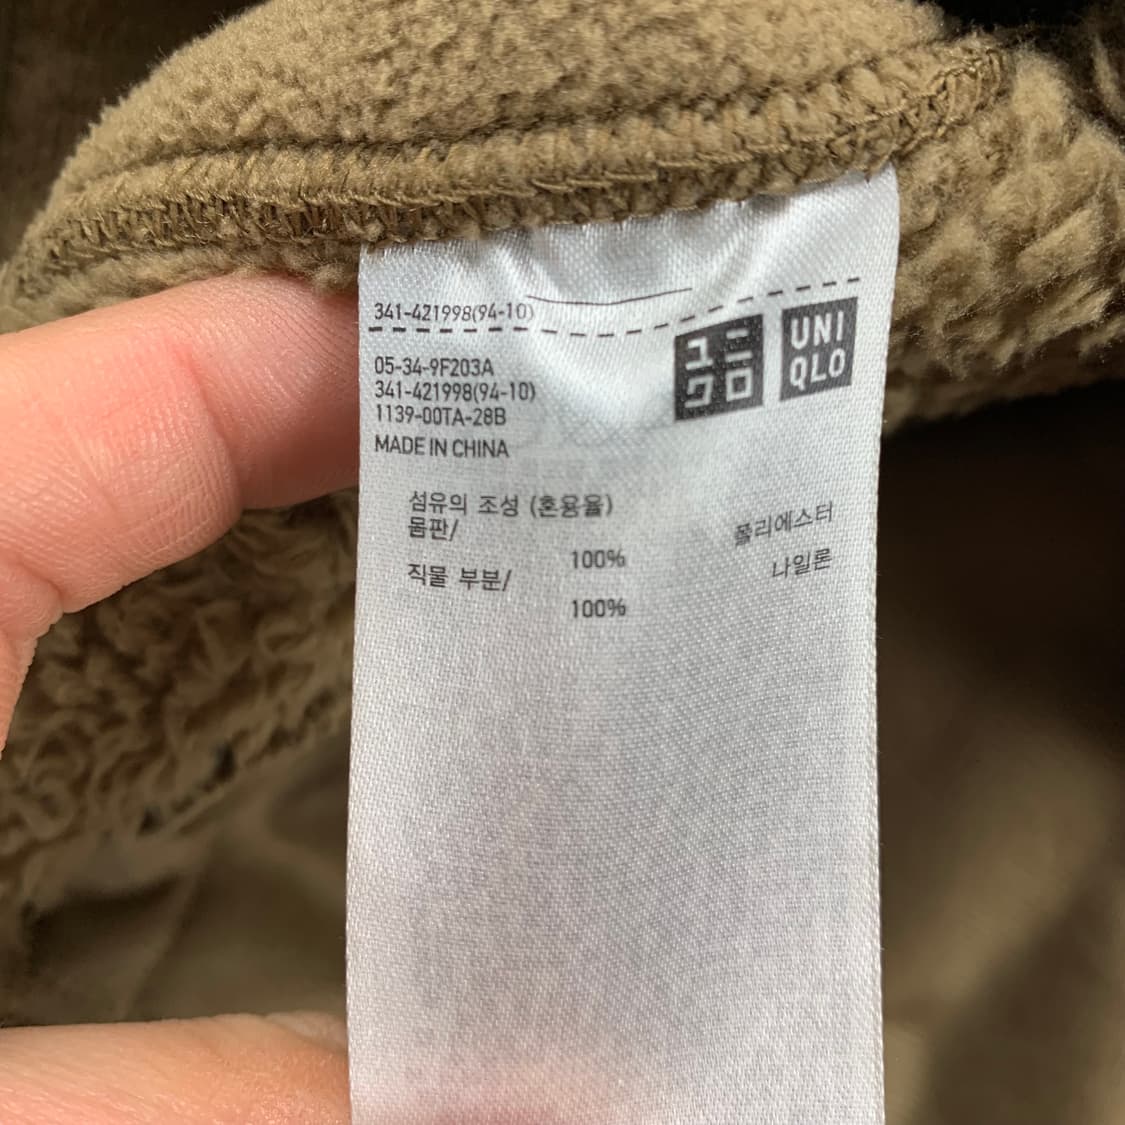 341-421998(94-10)
ユニ
クロ
UNI
QLO
05-34-9F203A
341-421998(94-10)
1139-00TA-28B
MADE IN CHINA
섬유의 조성 (혼용율)
몸판/
100% 폴리에스터
직물 부분/
100% 나일론